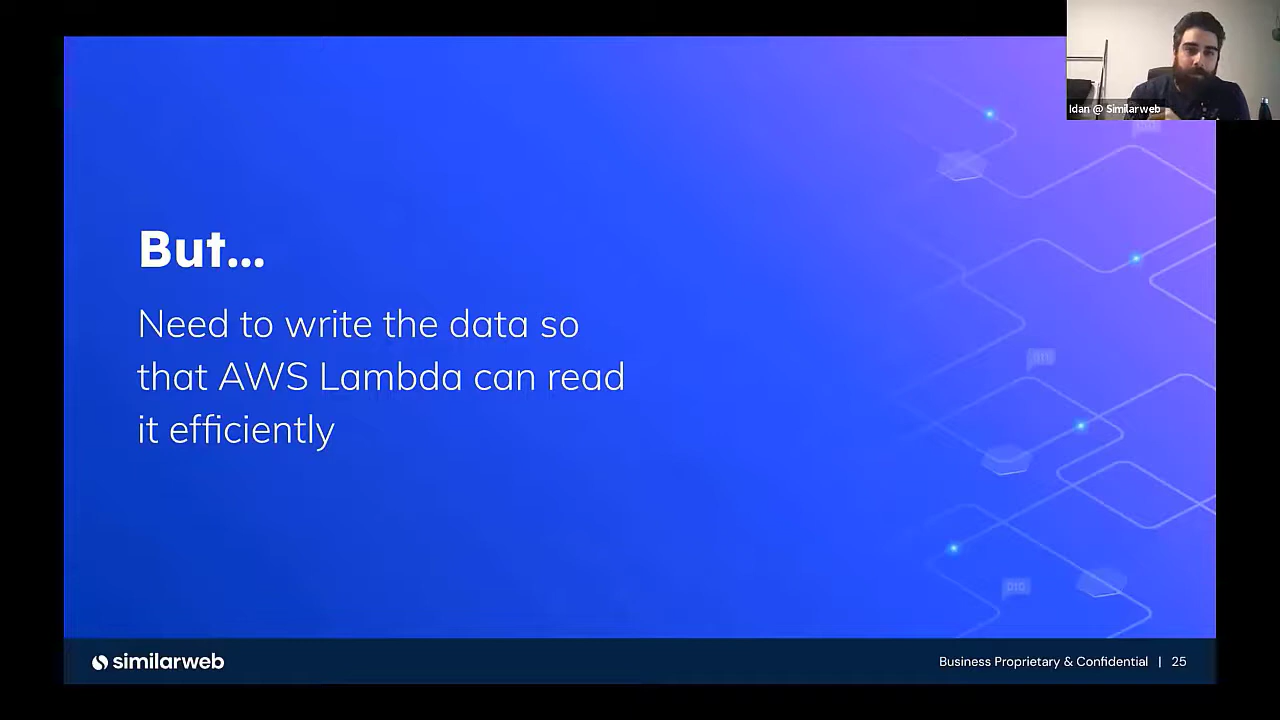 Idan @ Similarweb
But...
Need to write the data so
that AWS Lambda can read
it efficiently
010
similarweb
Business Proprietary & Confidential | 25